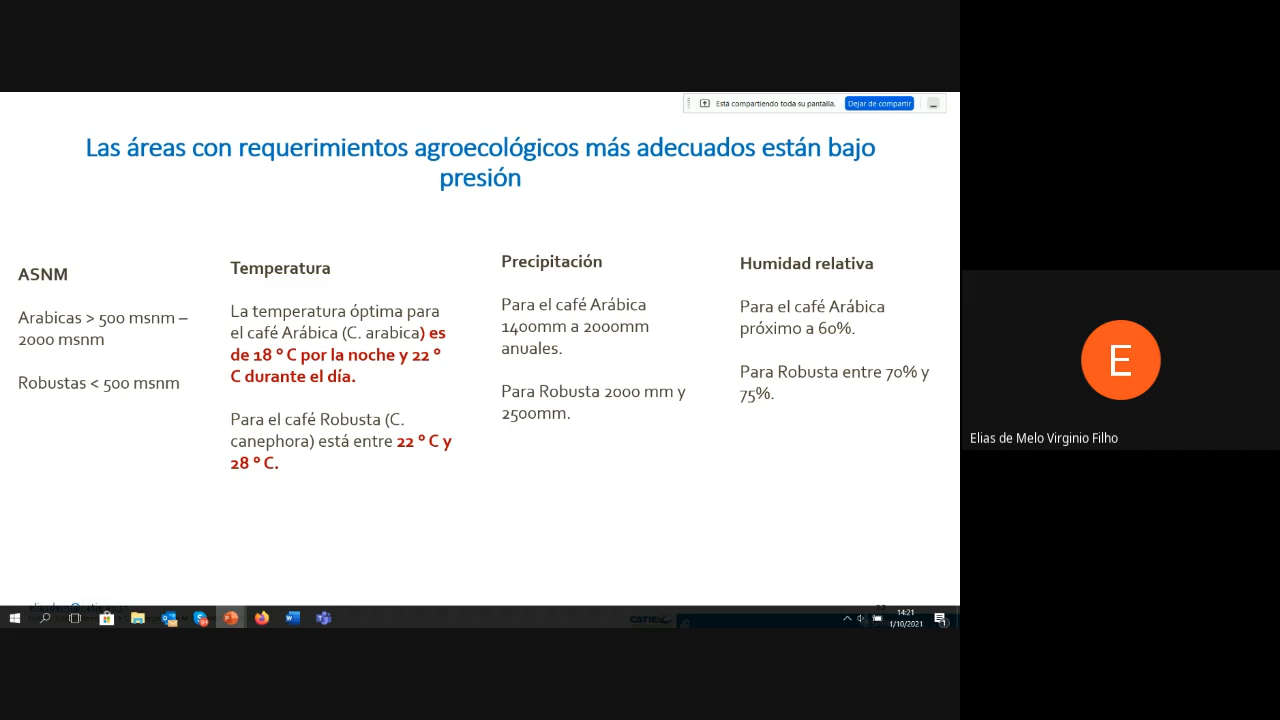 Está compartiendo toda su pantalla.
Dejar de compartir
Las áreas con requerimientos agroecológicos más adecuados están bajo
presión
ASNM
Arabicas > 500 msnm –
2000 msnm
Robustas < 500 msnm
Temperatura
La temperatura óptima para
el café Arábica (C. arabica) es
de 18 ° C por la noche y 22 °
C durante el día.
Para el café Robusta (C.
canephora) está entre 22 ° C y
28 ° C.
Precipitación
Para el café Arábica
1400mm a 2000mm
anuales.
Para Robusta 2000 mm y
2500mm.
Humidad relativa
Para el café Arábica
próximo a 60%.
Para Robusta entre 70% y
75%.
E
Elias de Melo Virginio Filho
CATIE
14:21
1/10/2021